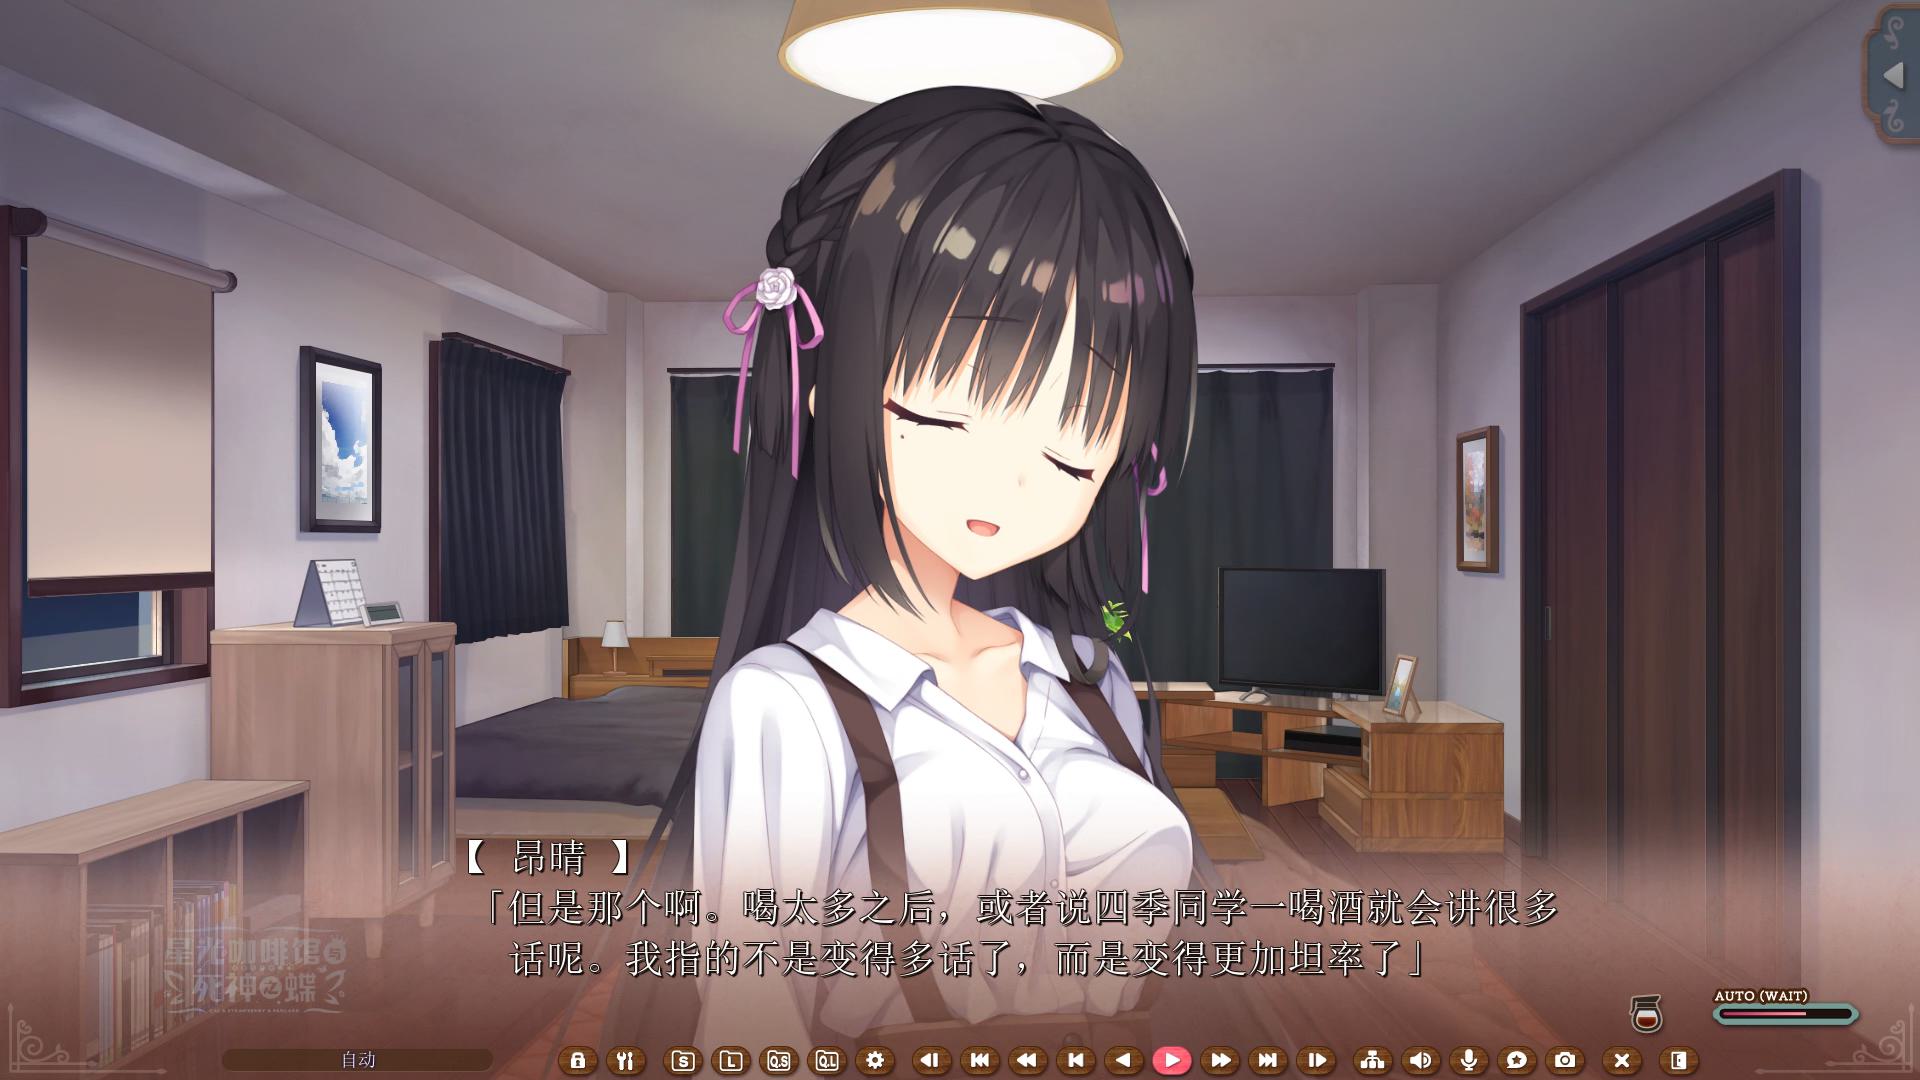 【 昂晴 】
「但是那个啊。喝太多之后，或者说四季同学一喝酒就会讲很多
话呢。我指的不是变得多话了，而是变得更加坦率了」
星光咖啡馆与
死神之蝶
AUTO (WAIT)
自动
S
L
Q.S
Q.L